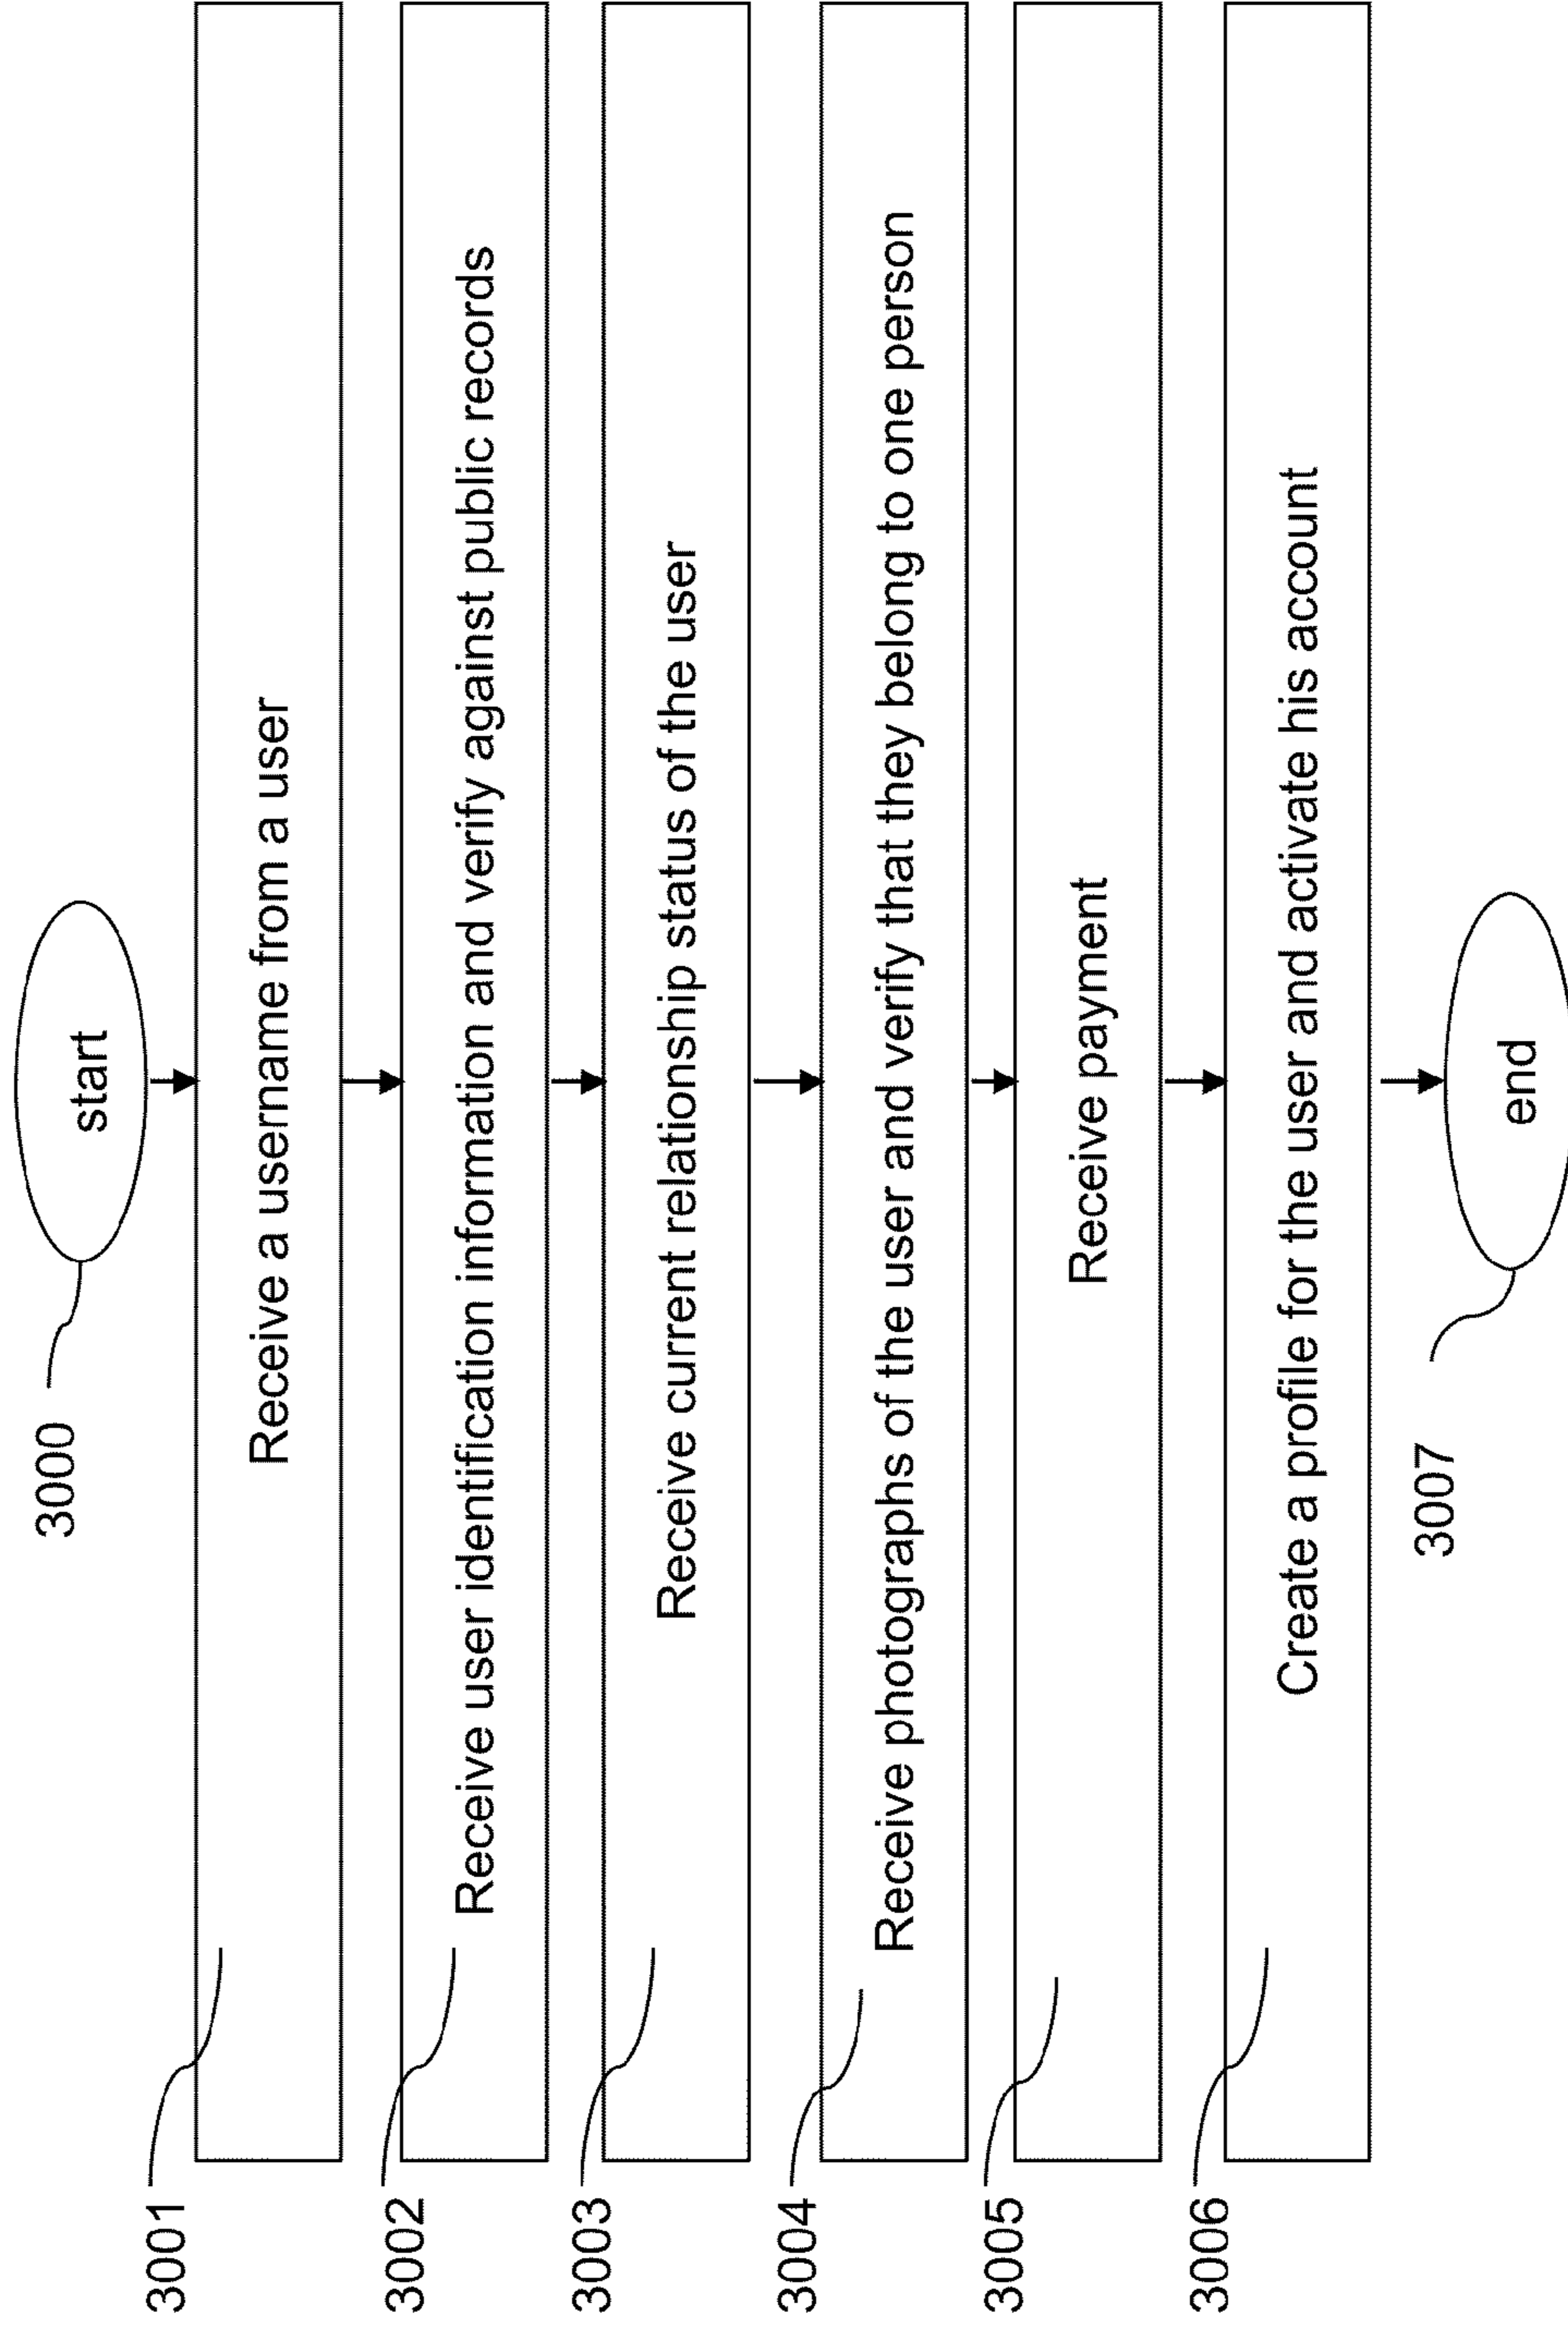 3000
start
3001
Receive a username from a user
3002
Receive user identification information and verify against public records
3003
Receive current relationship status of the user
3004
Receive photographs of the user and verify that they belong to one person
3005
Receive payment
3006
Create a profile for the user and activate his account
3007
end